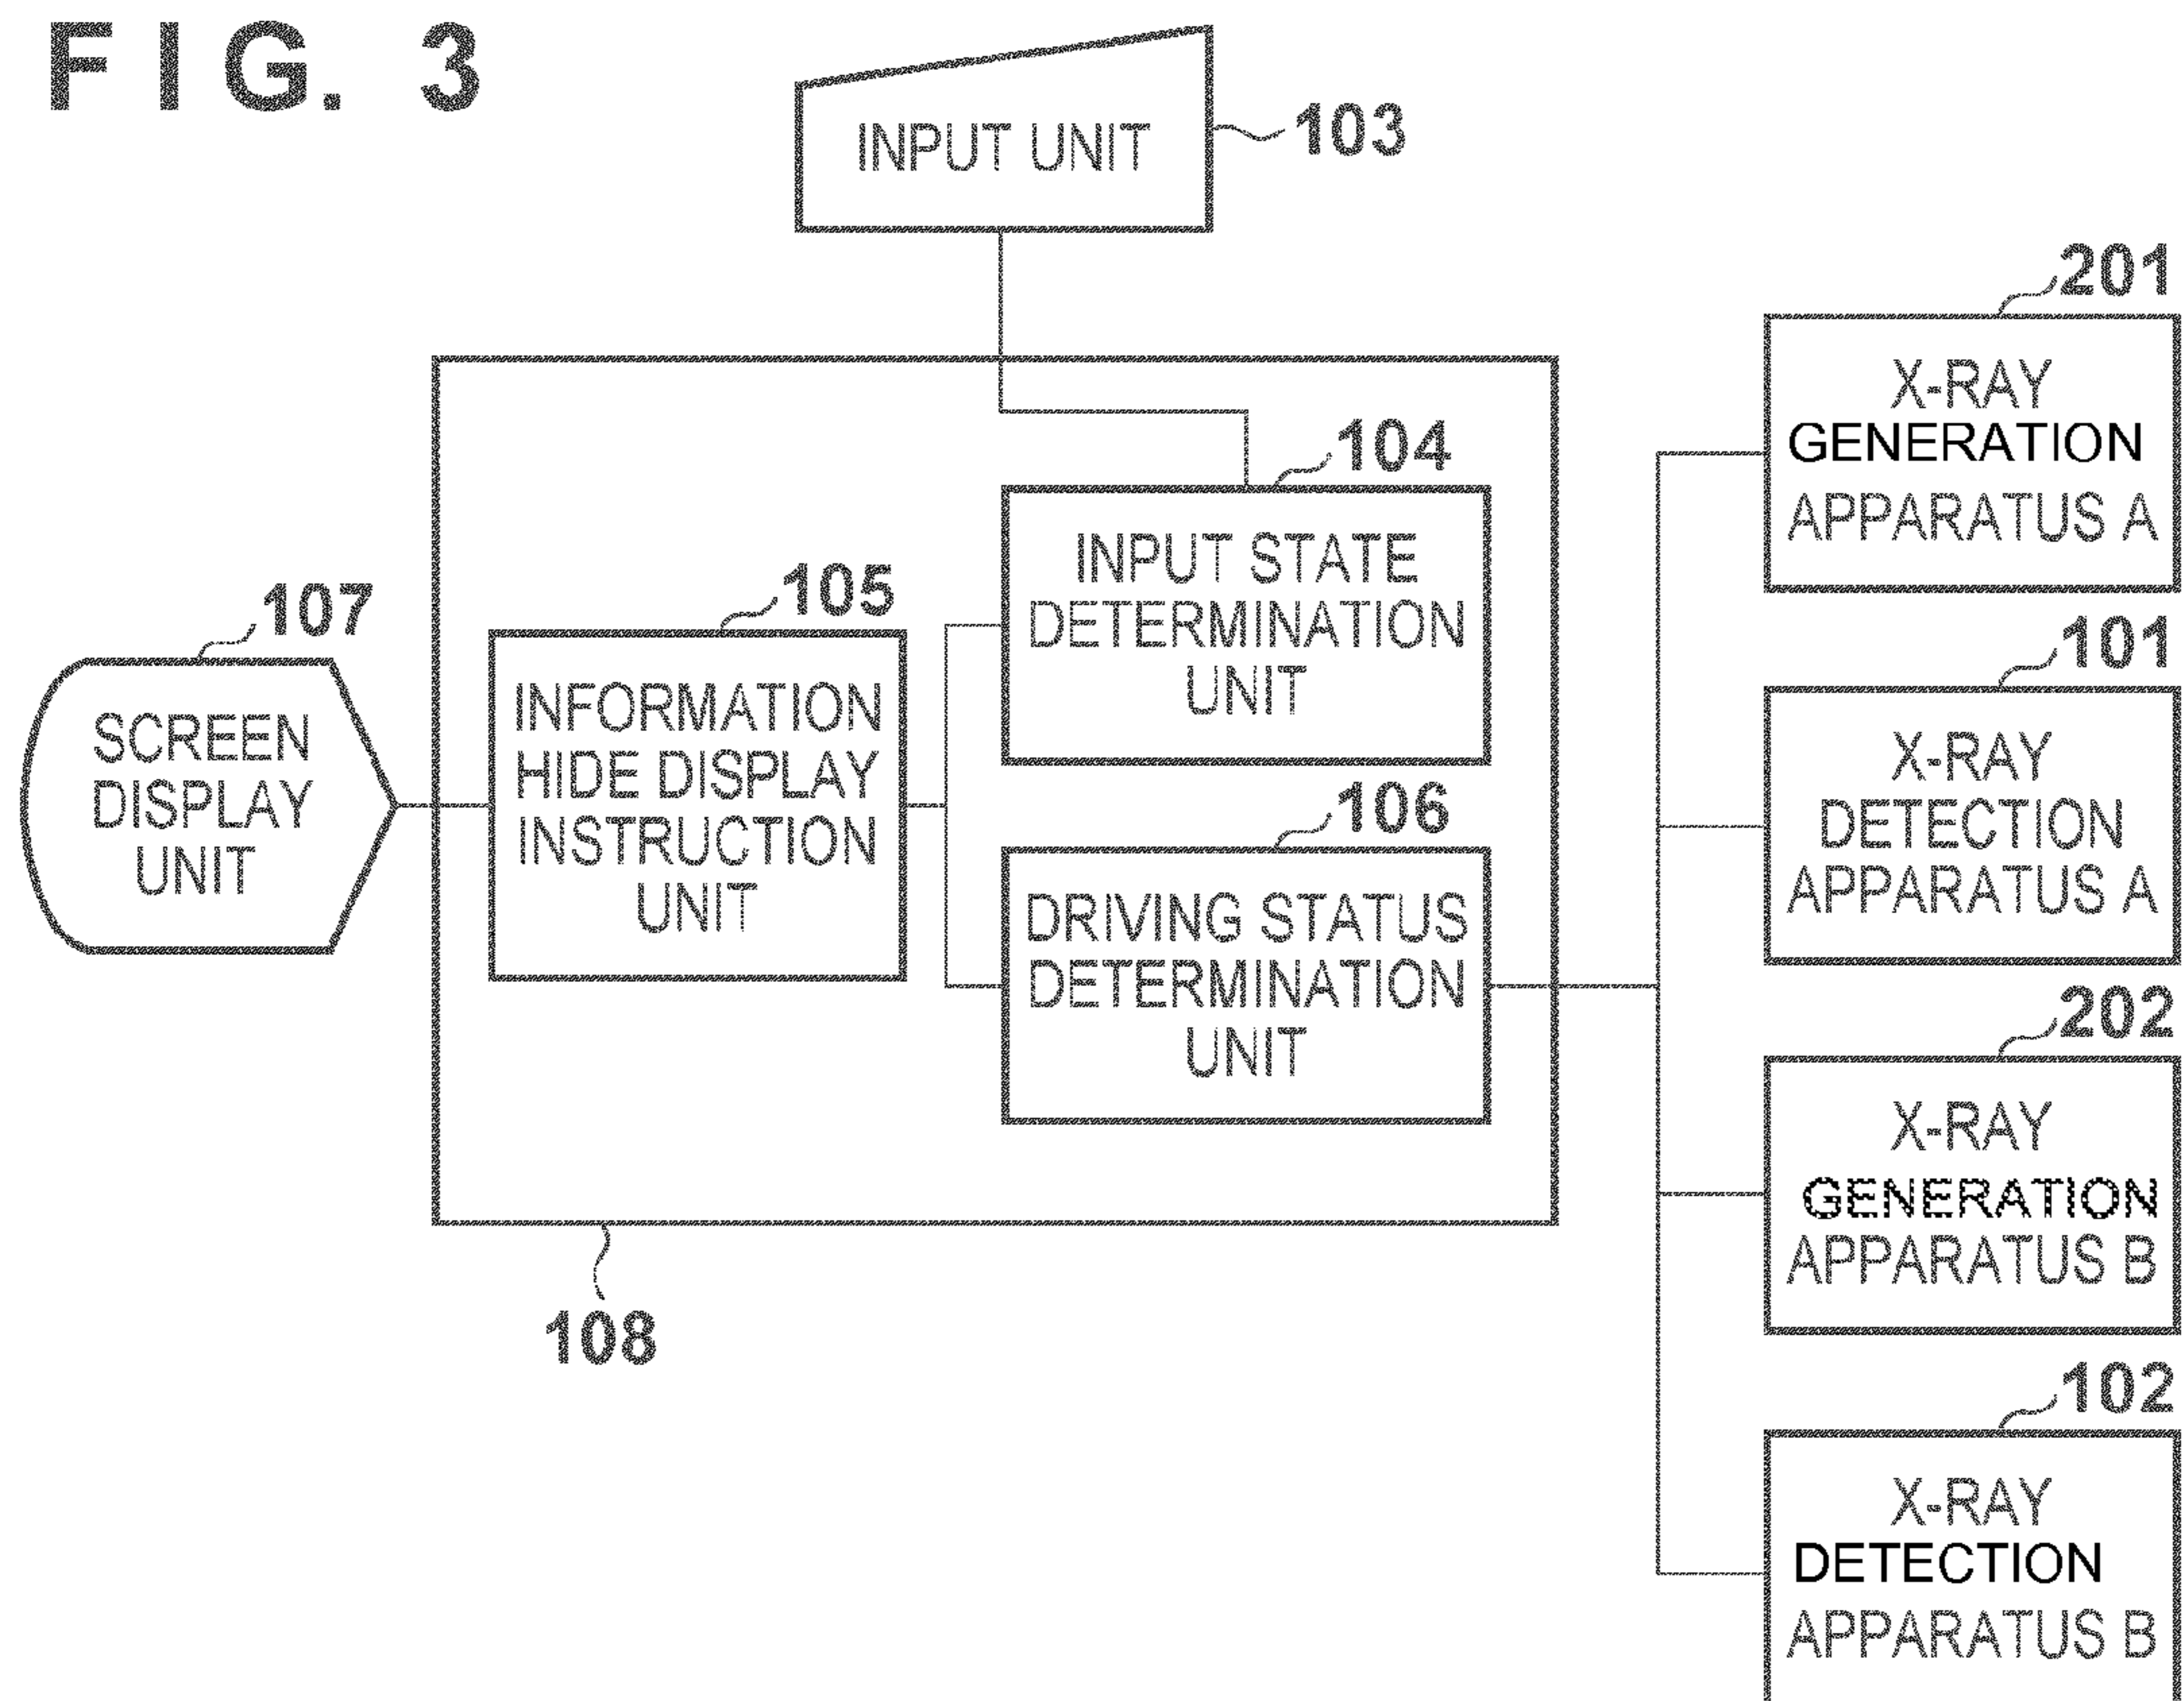 FIG. 3
INPUT UNIT
103
201
X-RAY
GENERATION
APPARATUS A
104
INPUT STATE
DETERMINATION
UNIT
105
INFORMATION
HIDE DISPLAY
INSTRUCTION
UNIT
107
SCREEN
DISPLAY
UNIT
101
X-RAY
DETECTION
APPARATUS A
106
DRIVING STATUS
DETERMINATION
UNIT
202
X-RAY
GENERATION
APPARATUS B
108
102
X-RAY
DETECTION
APPARATUS B